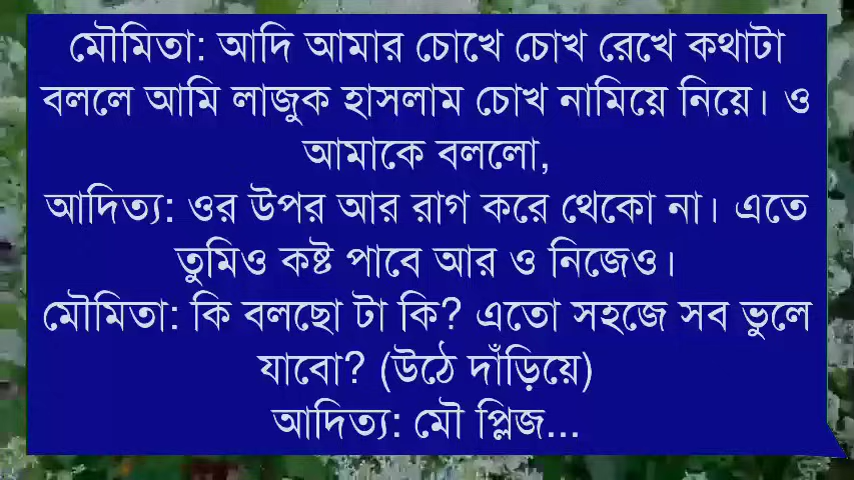 মৌমিতা: আদি আমার চোখে চোখ রেখে কথাটা
বললে আমি লাজুক হাসলাম চোখ নামিয়ে নিয়ে। ও
আমাকে বললো,
আদিত্য: ওর উপর আর রাগ করে থেকো না। এতে
তুমিও কষ্ট পাবে আর ও নিজেও।
মৌমিতা: কি বলছো টা কি? এতো সহজে সব ভুলে
যাবো? (উঠে দাঁড়িয়ে)
আদিত্য: মৌ প্লিজ...